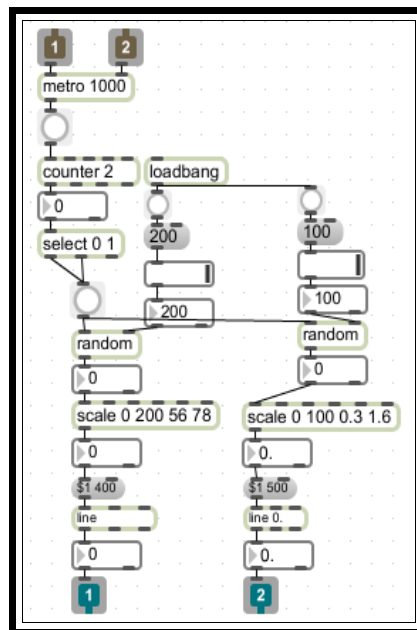 1 2
metro 1000
counter 2 loadbang
0
200 100
select 0 1
100
200
random random
0 0
scale 0 200 56 78 scale 0 100 0.3 1.6
0 0.
$1 400 $1 500
line line 0.
0 0.
1 2